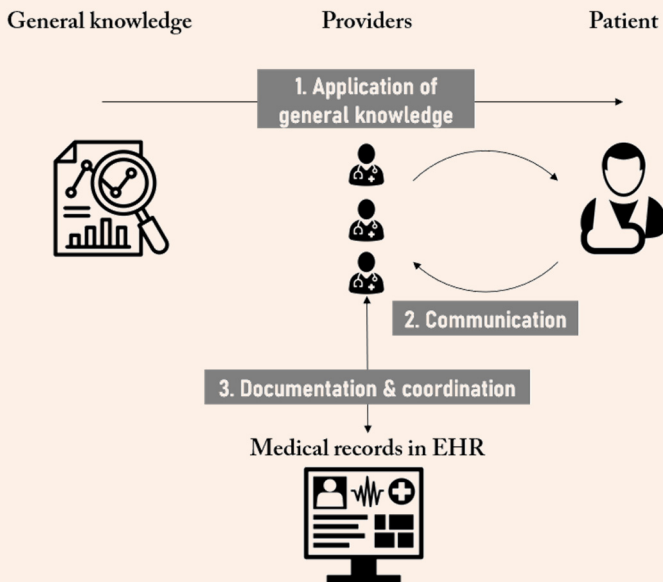 General knowledge
Providers
Patient
1. Application of
general knowledge
2. Communication
3. Documentation & coordination
Medical records in EHR